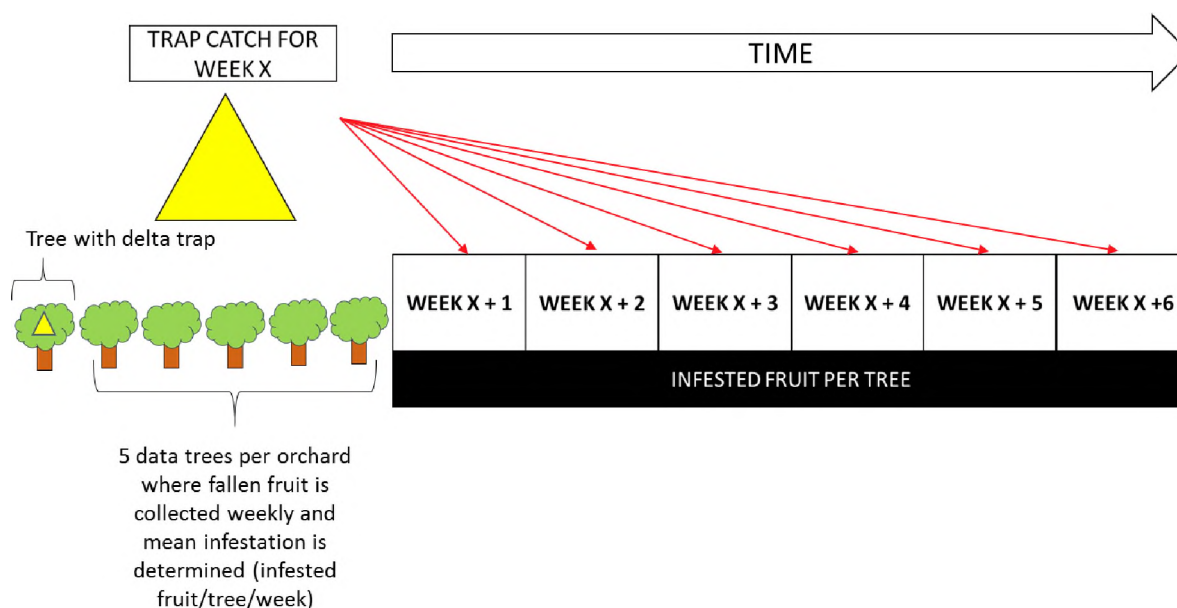 TRAP CATCH FOR
WEEK X
TIME
Tree with delta trap
WEEK X + 1
WEEK X + 2
WEEK X + 3
WEEK X + 4
WEEK X + 5
WEEK X +6
INFESTED FRUIT PER TREE
5 data trees per orchard
where fallen fruit is
collected weekly and
mean infestation is
determined (infested
fruit/tree/week)